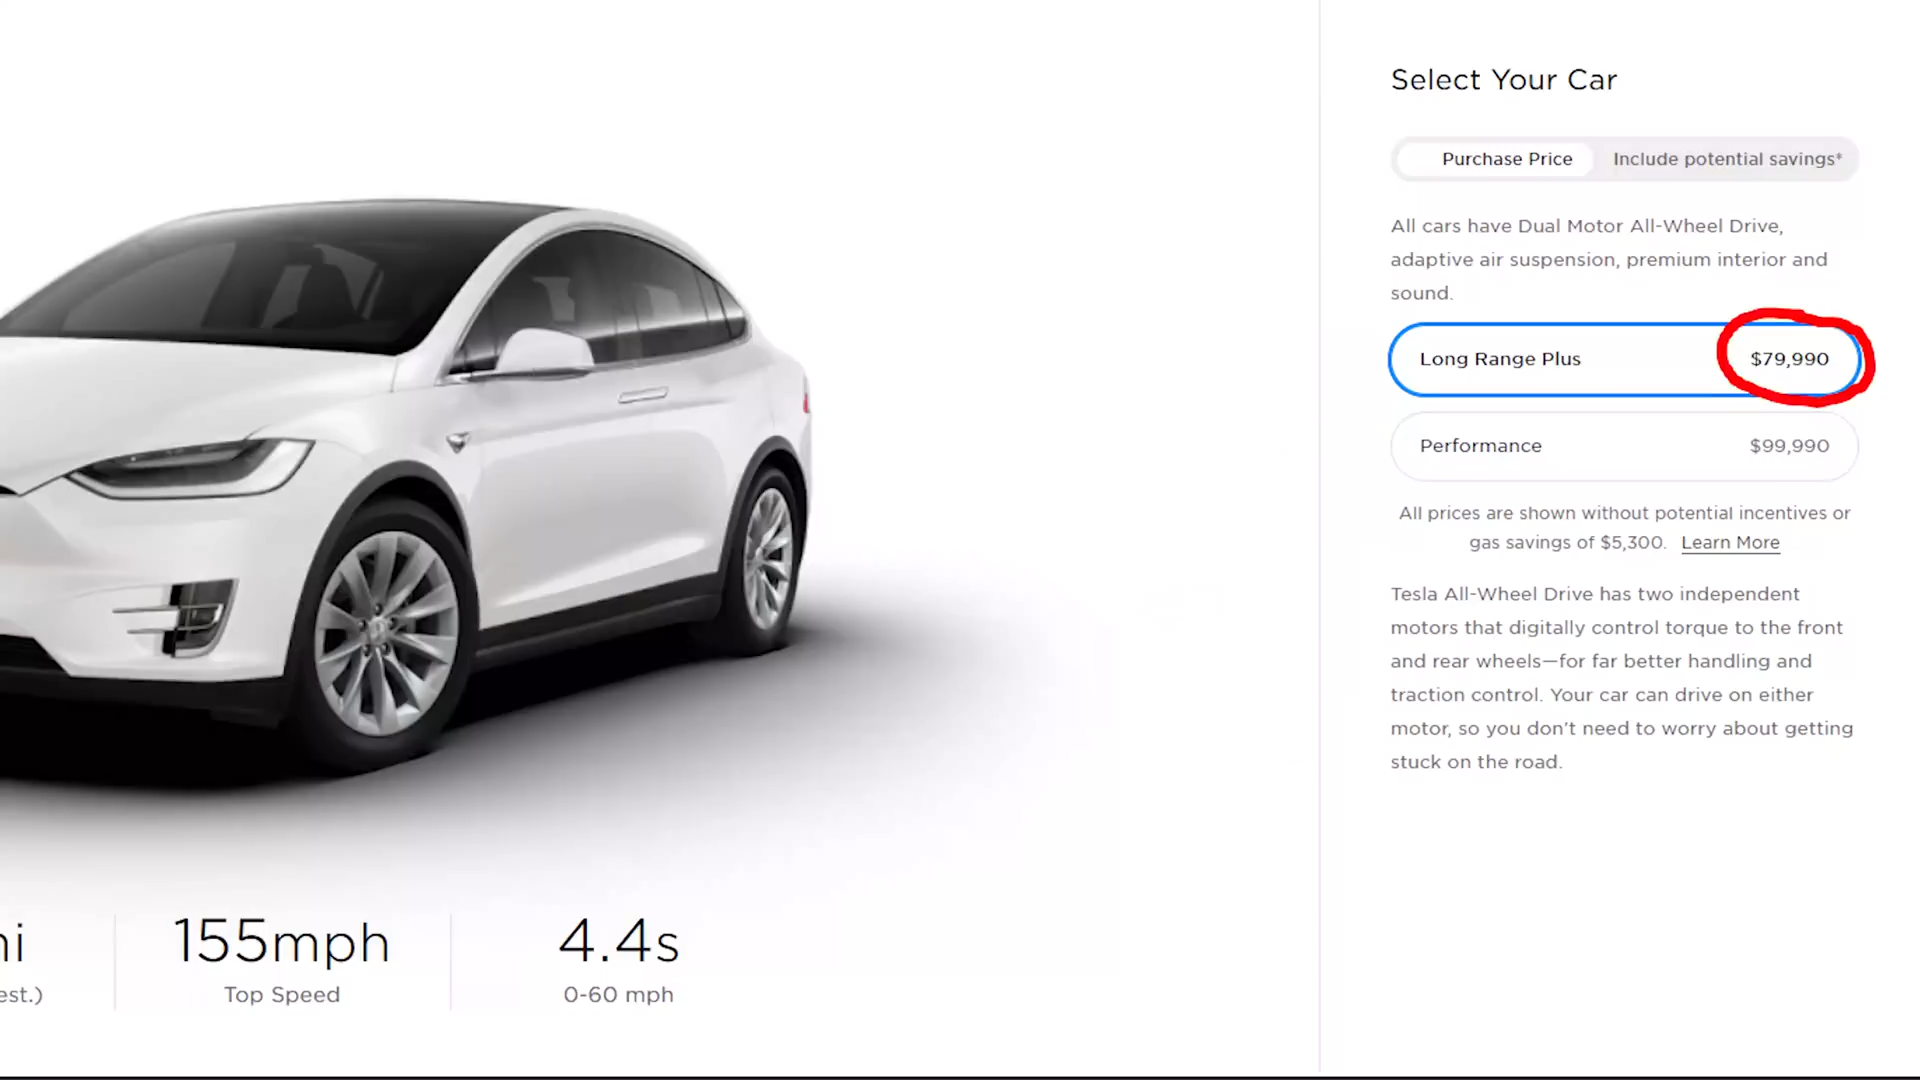 Select Your Car
Purchase Price
Include potential savings*
All cars have Dual Motor All-Wheel Drive,
adaptive air suspension, premium interior and
sound.
Long Range Plus
$79,990
Performance
$99,990
All prices are shown without potential incentives or
gas savings of $5,300. Learn More
Tesla All-Wheel Drive has two independent
motors that digitally control torque to the front
and rear wheels—for far better handling and
traction control. Your car can drive on either
motor, so you don't need to worry about getting
stuck on the road.
155mph
Top Speed
4.4s
0-60 mph
est.)